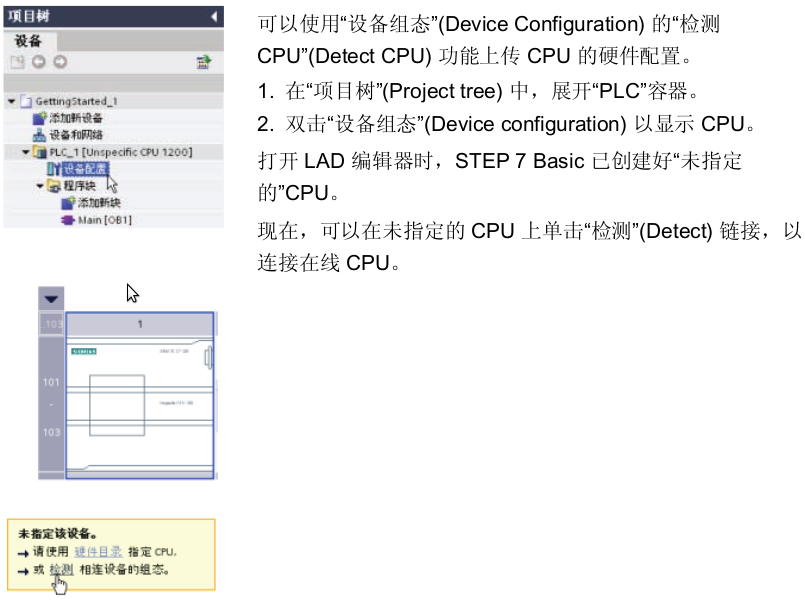 项目树
设备
GettingStarted_1
添加新设备
设备和网络
PLC_1 [Unspecific CPU 1200]
设备配置
程序块
添加新块
Main [OB1]
可以使用“设备组态”(Device Configuration) 的“检测
CPU”(Detect CPU) 功能上传 CPU 的硬件配置。
1. 在“项目树”(Project tree) 中，展开“PLC”容器。
2. 双击“设备组态”(Device configuration) 以显示 CPU。
打开 LAD 编辑器时，STEP 7 Basic 已创建好“未指定
的”CPU。
现在，可以在未指定的 CPU 上单击“检测”(Detect) 链接，以
连接在线 CPU。
103
1
SIEMENS
101
-
103
未指定该设备。
→ 请使用 硬件目录 指定 CPU,
→ 或 检测 相连设备的组态。